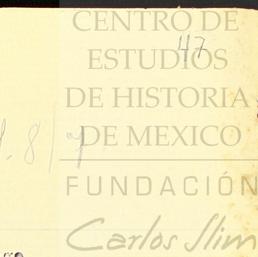 CENTRO DE
47
ESTUDIOS
DE HISTORIA
DE MEXICO
FUNDACIÓN
Carlos Slim